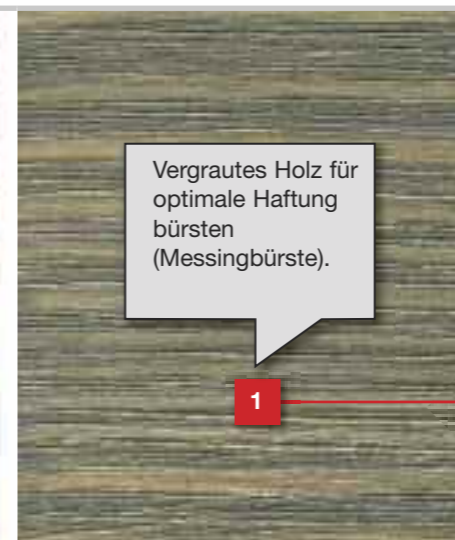 Vergrautes Holz für
optimale Haftung
bürsten
(Messingbürste).
1